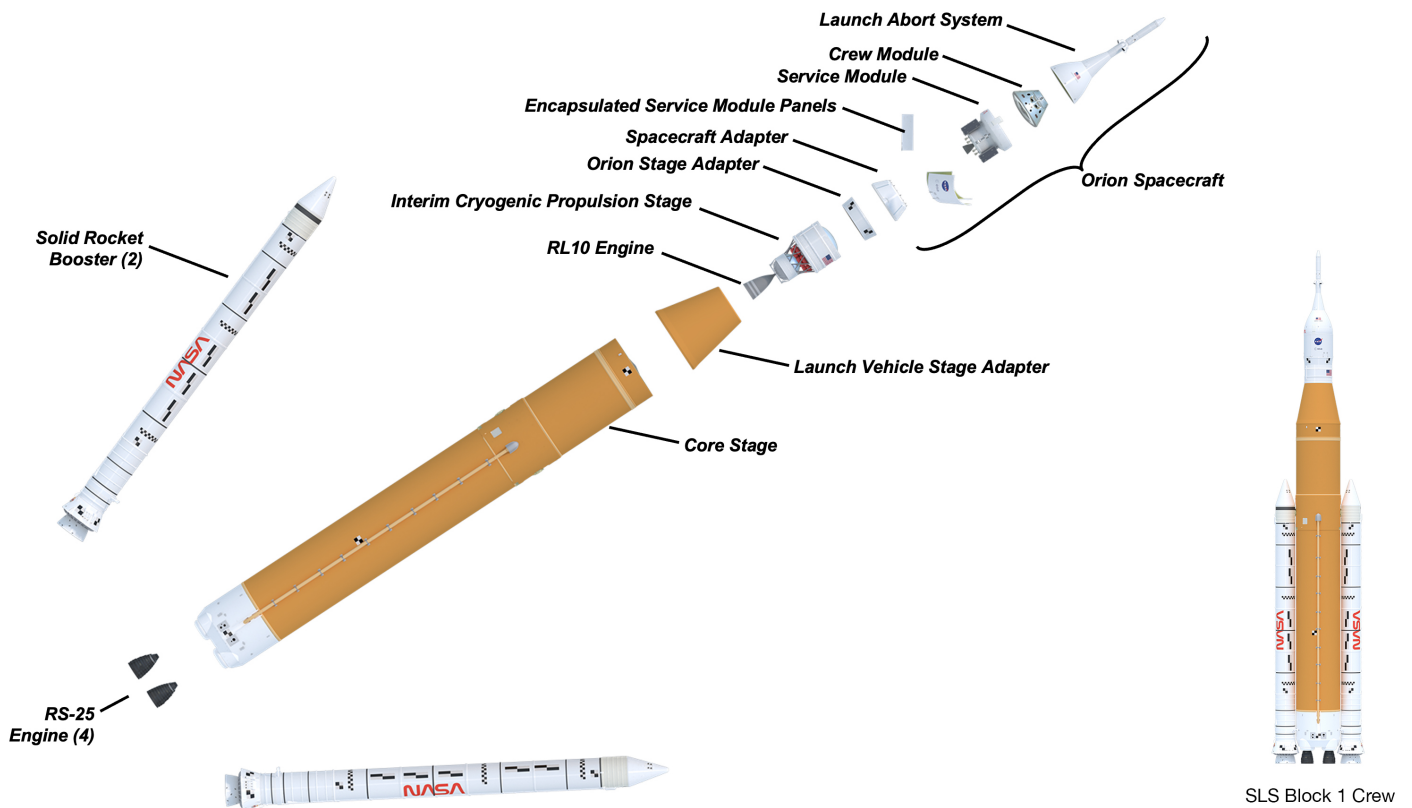 Launch Abort System
Crew Module
Service Module
Encapsulated Service Module Panels
Spacecraft Adapter
Orion Stage Adapter
Orion Spacecraft
Interim Cryogenic Propulsion Stage
Solid Rocket
Booster (2)
RL10 Engine
NASA
Launch Vehicle Stage Adapter
Core Stage
NASA
NASA
RS-25
Engine (4)
NASA
SLS Block 1 Crew